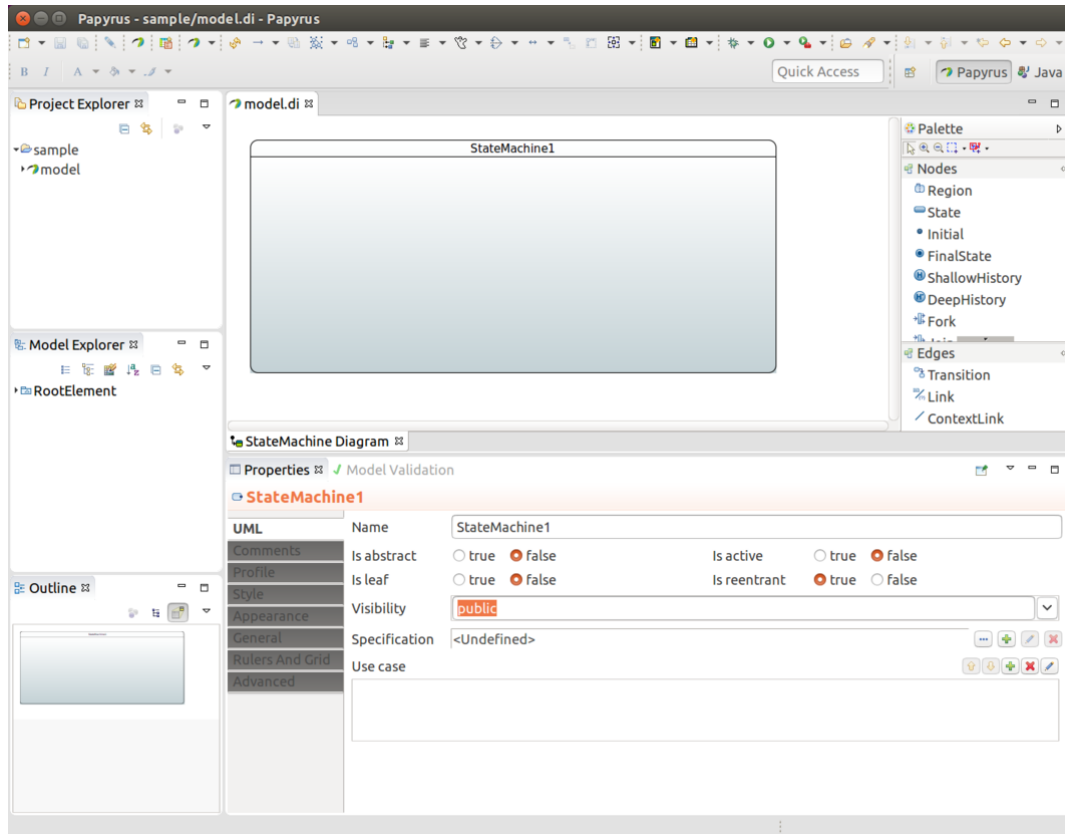 Papyrus - sample/model.di - Papyrus
B I A
Quick Access
Papyrus
Java
Project Explorer
sample
model
model.di
StateMachine1
Palette
Nodes
Region
State
Initial
FinalState
ShallowHistory
DeepHistory
Fork
Edges
Transition
Link
ContextLink
Model Explorer
RootElement
StateMachine Diagram
Properties
Model Validation
StateMachine1
UML
Comments
Profile
Style
Appearance
General
Rulers And Grid
Advanced
Name StateMachine1
Is abstract true false Is active true false
Is leaf true false Is reentrant true false
Visibility public
Specification <Undefined>
Use case
Outline